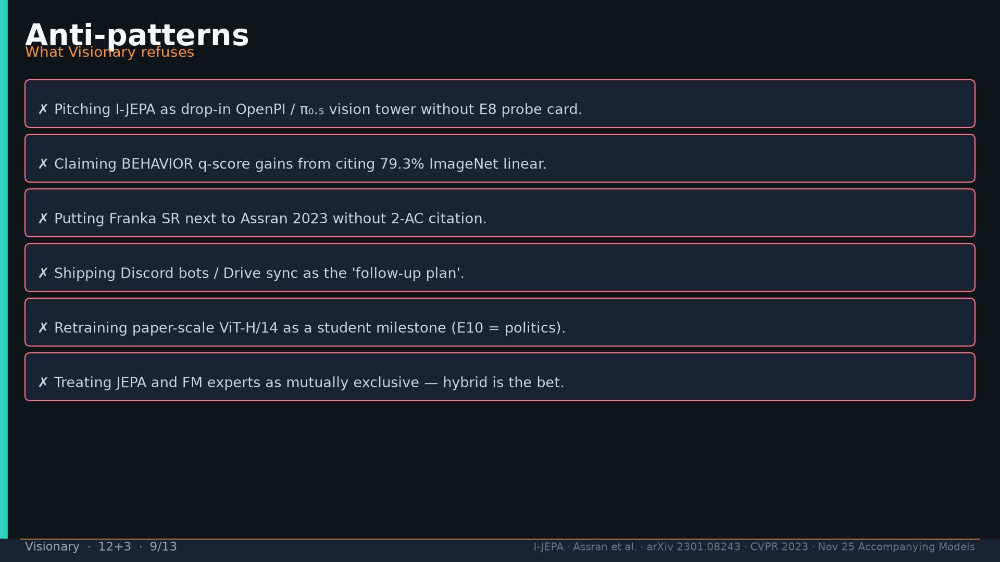 Anti-patterns
What Visionary refuses
✗ Pitching I-JEPA as drop-in OpenPI / π₀.₅ vision tower without E8 probe card.
✗ Claiming BEHAVIOR q-score gains from citing 79.3% ImageNet linear.
✗ Putting Franka SR next to Assran 2023 without 2-AC citation.
✗ Shipping Discord bots / Drive sync as the 'follow-up plan'.
✗ Retraining paper-scale ViT-H/14 as a student milestone (E10 = politics).
✗ Treating JEPA and FM experts as mutually exclusive — hybrid is the bet.
Visionary · 12+3 · 9/13
I-JEPA · Assran et al. · arXiv 2301.08243 · CVPR 2023 · Nov 25 Accompanying Models